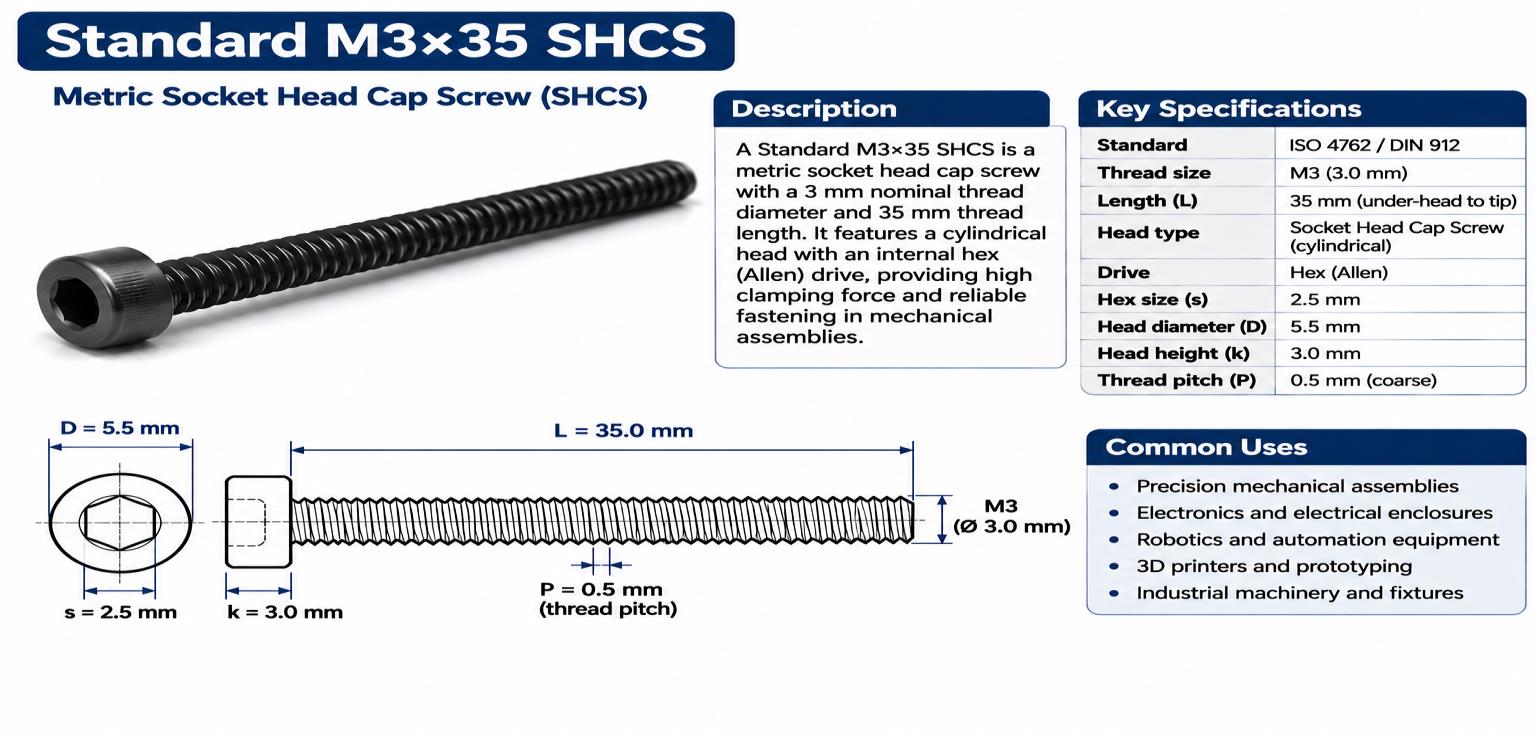 Standard M3×35 SHCS
Metric Socket Head Cap Screw (SHCS)
Description
A Standard M3×35 SHCS is a
metric socket head cap screw
with a 3 mm nominal thread
diameter and 35 mm thread
length. It features a cylindrical
head with an internal hex
(Allen) drive, providing high
clamping force and reliable
fastening in mechanical
assemblies.
Key Specifications
Standard ISO 4762 / DIN 912
Thread size M3 (3.0 mm)
Length (L) 35 mm (under-head to tip)
Head type Socket Head Cap Screw
(cylindrical)
Drive Hex (Allen)
Hex size (s) 2.5 mm
Head diameter (D) 5.5 mm
Head height (k) 3.0 mm
Thread pitch (P) 0.5 mm (coarse)
D = 5.5 mm
L = 35.0 mm
M3
(Ø 3.0 mm)
P = 0.5 mm
(thread pitch)
s = 2.5 mm
k = 3.0 mm
Common Uses
• Precision mechanical assemblies
• Electronics and electrical enclosures
• Robotics and automation equipment
• 3D printers and prototyping
• Industrial machinery and fixtures